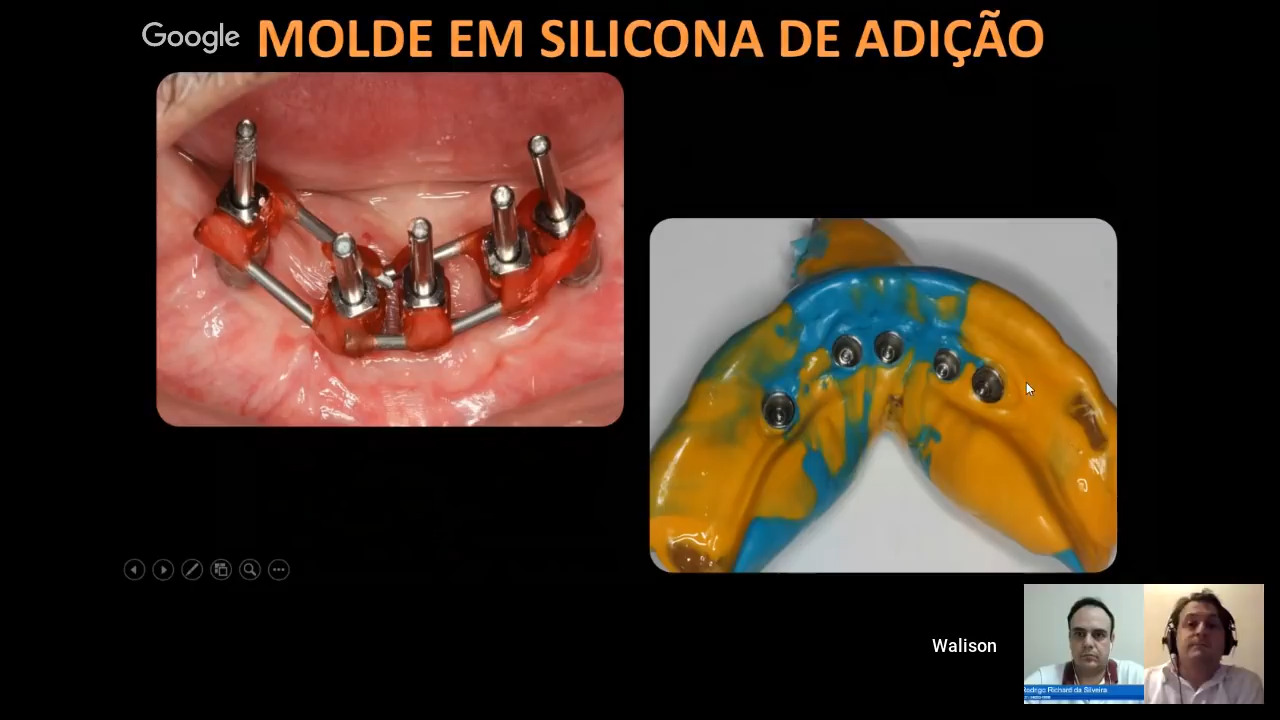 Google
MOLDE EM SILICONA DE ADIÇÃO
Walison
Rodrigo Richard da Silveira